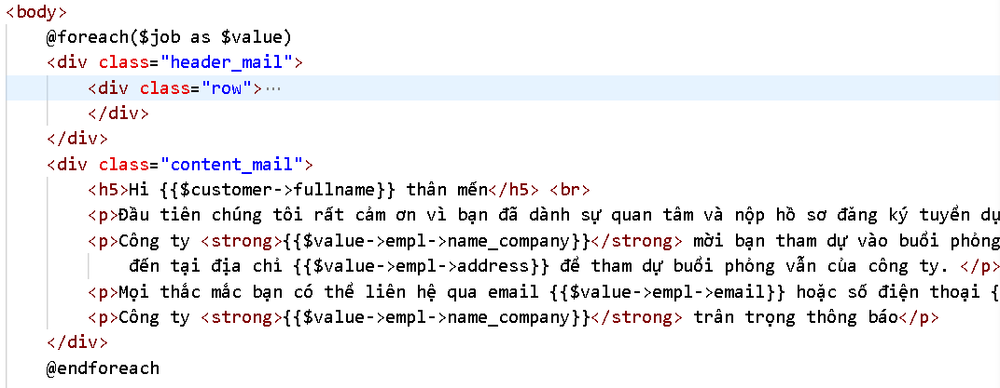 <body>
@foreach($job as $value)
<div class="header_mail">
<div class="row">···
</div>
</div>
<div class="content_mail">
<h5>Hi {{$customer->fullname}} thân mến</h5> <br>
<p>Đầu tiên chúng tôi rất cảm ơn vì bạn đã dành sự quan tâm và nộp hồ sơ đăng ký tuyển dụ
<p>Công ty <strong>{{$value->empl->name_company}}</strong> mời bạn tham dự vào buổi phỏng
đến tại địa chỉ {{$value->empl->address}} để tham dự buổi phỏng vẫn của công ty. </p>
<p>Mọi thắc mắc bạn có thể liên hệ qua email {{$value->empl->email}} hoặc số điện thoại {
<p>Công ty <strong>{{$value->empl->name_company}}</strong> trân trọng thông báo</p>
</div>
@endforeach